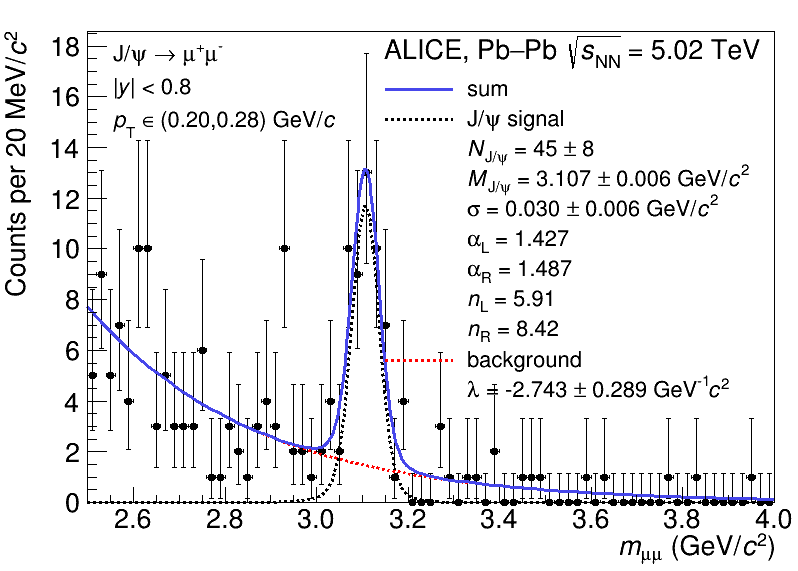 J/ψ → μ⁺μ⁻
|y| < 0.8
p_T ∈ (0.20,0.28) GeV/c
ALICE, Pb–Pb √s_NN = 5.02 TeV
sum
J/ψ signal
N_J/ψ = 45 ± 8
M_J/ψ = 3.107 ± 0.006 GeV/c²
σ = 0.030 ± 0.006 GeV/c²
α_L = 1.427
α_R = 1.487
n_L = 5.91
n_R = 8.42
background
λ = -2.743 ± 0.289 GeV⁻¹c²
Counts per 20 MeV/c²
18
16
14
12
10
8
6
4
2
0
2.6 2.8 3.0 3.2 3.4 3.6 3.8 4.0
m_μμ (GeV/c²)